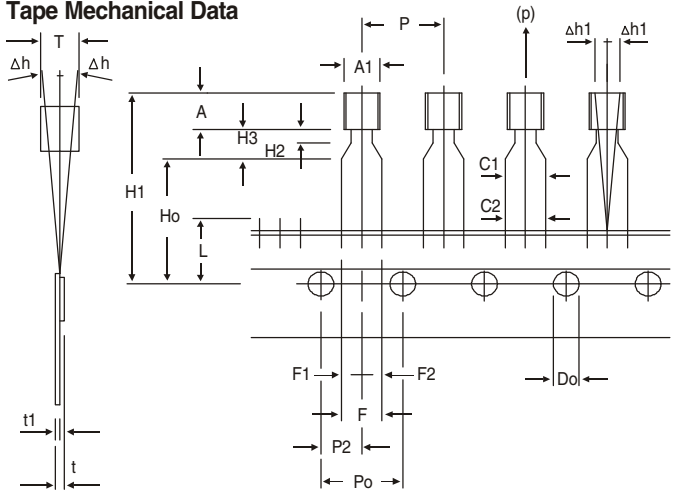 Tape Mechanical Data
T
Δh
Δh
P
(p)
Δh1
Δh1
A1
A
H3
H2
H1
Ho
L
C1
C2
F1
F2
F
Do
P2
Po
t1
t